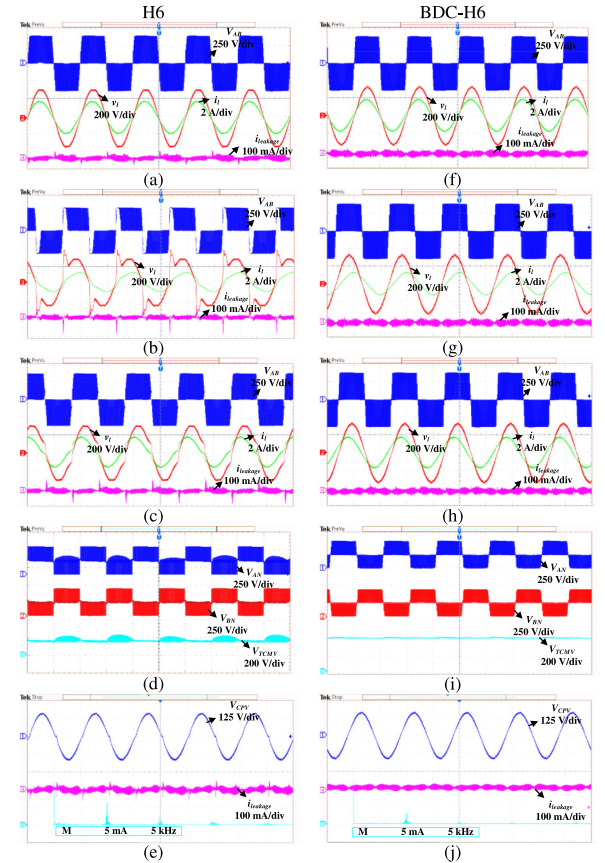 H6
BDC-H6
Tek PreVu
V_AB
250 V/div
v_l
200 V/div
i_l
2 A/div
i_leakage
100 mA/div
(a)
Tek PreVu
V_AB
250 V/div
v_l
200 V/div
i_l
2 A/div
i_leakage
100 mA/div
(f)
Tek PreVu
V_AB
250 V/div
v_l
200 V/div
i_l
2 A/div
i_leakage
100 mA/div
(b)
Tek PreVu
V_AB
250 V/div
v_l
200 V/div
i_l
2 A/div
i_leakage
100 mA/div
(g)
Tek PreVu
V_AB
250 V/div
v_l
200 V/div
i_l
2 A/div
i_leakage
100 mA/div
(c)
Tek PreVu
V_AB
250 V/div
v_l
200 V/div
i_l
2 A/div
i_leakage
100 mA/div
(h)
Tek PreVu
V_AN
250 V/div
V_BN
250 V/div
V_TCMV
200 V/div
(d)
Tek PreVu
V_AN
250 V/div
V_BN
250 V/div
V_TCMV
200 V/div
(i)
Tek Stop
V_CPV
125 V/div
i_leakage
100 mA/div
M 5 mA 5 kHz
(e)
Tek Stop
V_CPV
125 V/div
i_leakage
100 mA/div
M 5 mA 5 kHz
(j)